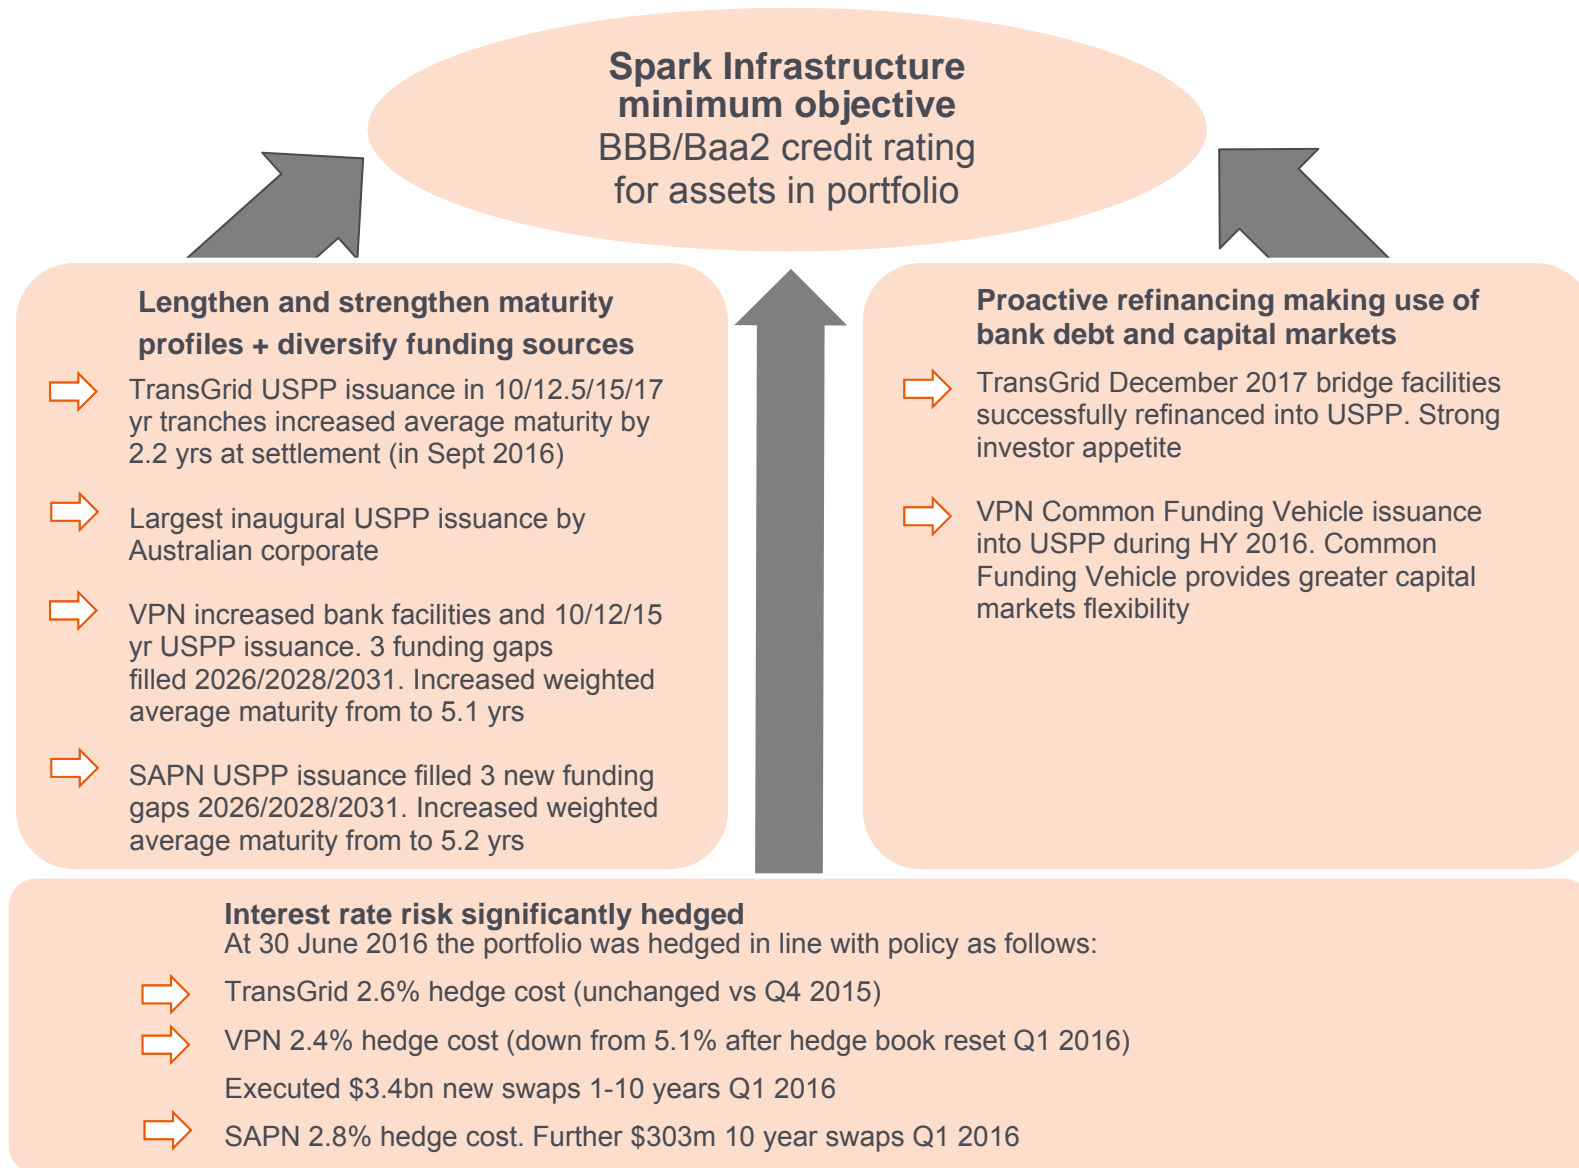 Spark Infrastructure
minimum objective
BBB/Baa2 credit rating
for assets in portfolio
Lengthen and strengthen maturity
profiles + diversify funding sources
TransGrid USPP issuance in 10/12.5/15/17
yr tranches increased average maturity by
2.2 yrs at settlement (in Sept 2016)
Largest inaugural USPP issuance by
Australian corporate
VPN increased bank facilities and 10/12/15
yr USPP issuance. 3 funding gaps
filled 2026/2028/2031. Increased weighted
average maturity from to 5.1 yrs
SAPN USPP issuance filled 3 new funding
gaps 2026/2028/2031. Increased weighted
average maturity from to 5.2 yrs
Proactive refinancing making use of
bank debt and capital markets
TransGrid December 2017 bridge facilities
successfully refinanced into USPP. Strong
investor appetite
VPN Common Funding Vehicle issuance
into USPP during HY 2016. Common
Funding Vehicle provides greater capital
markets flexibility
Interest rate risk significantly hedged
At 30 June 2016 the portfolio was hedged in line with policy as follows:
TransGrid 2.6% hedge cost (unchanged vs Q4 2015)
VPN 2.4% hedge cost (down from 5.1% after hedge book reset Q1 2016)
Executed $3.4bn new swaps 1-10 years Q1 2016
SAPN 2.8% hedge cost. Further $303m 10 year swaps Q1 2016